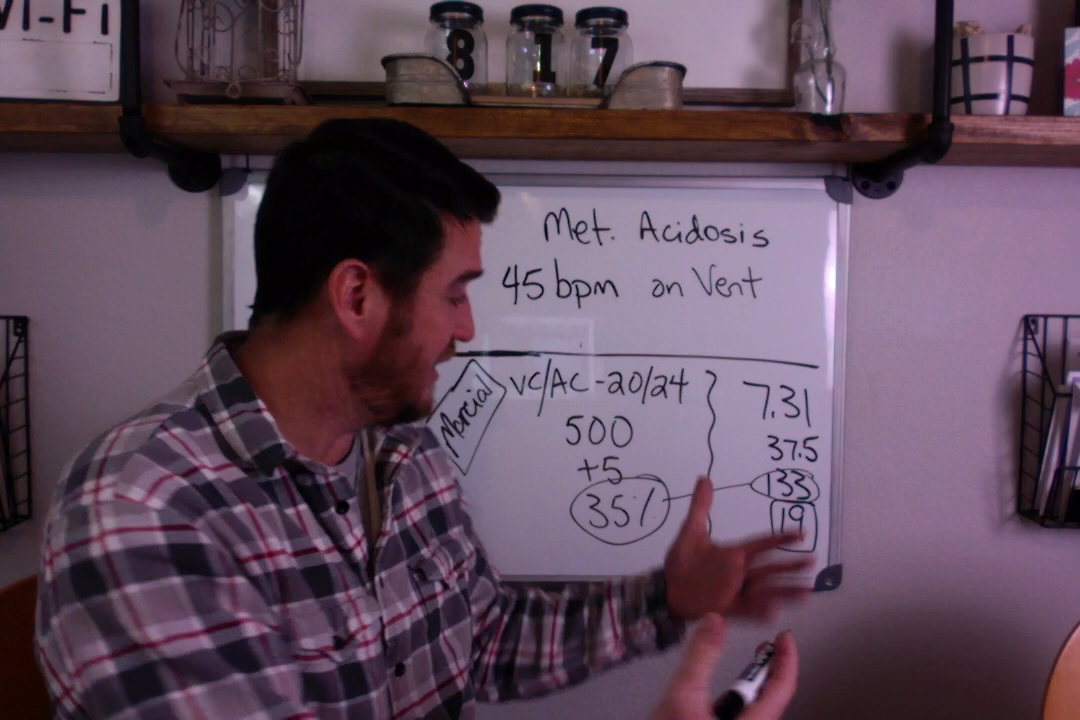 WI-FI
8 1 7
Met. Acidosis
45 bpm on Vent
Marcial
VC/AC - 20/24
500
+5
35%
7.31
37.5
133
19